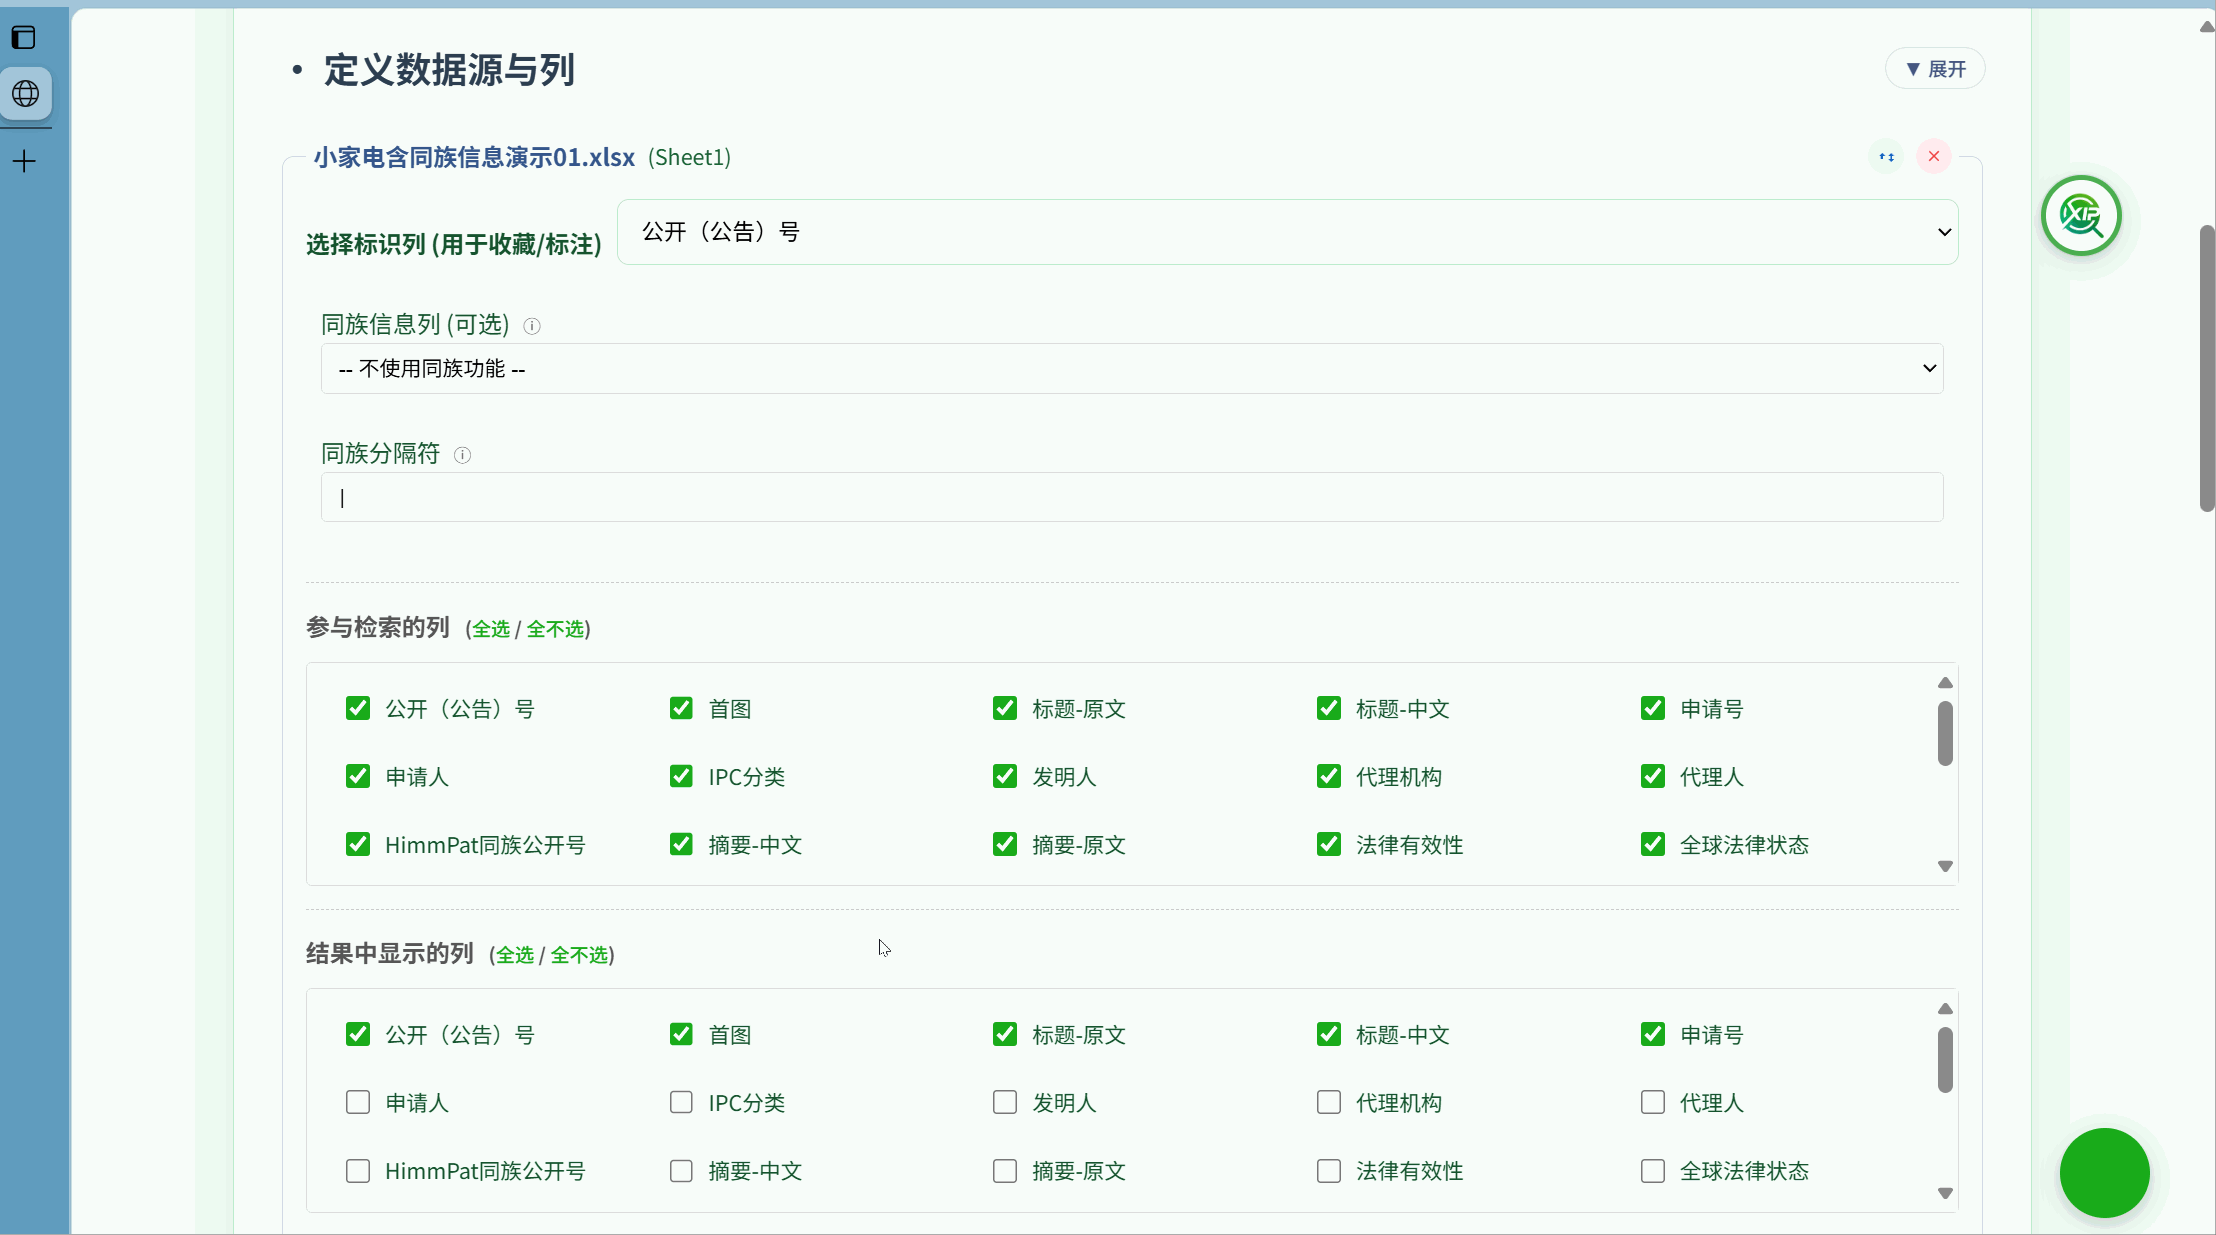 • 定义数据源与列
▼ 展开
小家电含同族信息演示01.xlsx (Sheet1)
选择标识列 (用于收藏/标注)
公开（公告）号
同族信息列 (可选) ⓘ
-- 不使用同族功能 --
同族分隔符 ⓘ
|
参与检索的列 (全选 / 全不选)
公开（公告）号 首图 标题-原文 标题-中文 申请号
申请人 IPC分类 发明人 代理机构 代理人
HimmPat同族公开号 摘要-中文 摘要-原文 法律有效性 全球法律状态
结果中显示的列 (全选 / 全不选)
公开（公告）号 首图 标题-原文 标题-中文 申请号
申请人 IPC分类 发明人 代理机构 代理人
HimmPat同族公开号 摘要-中文 摘要-原文 法律有效性 全球法律状态